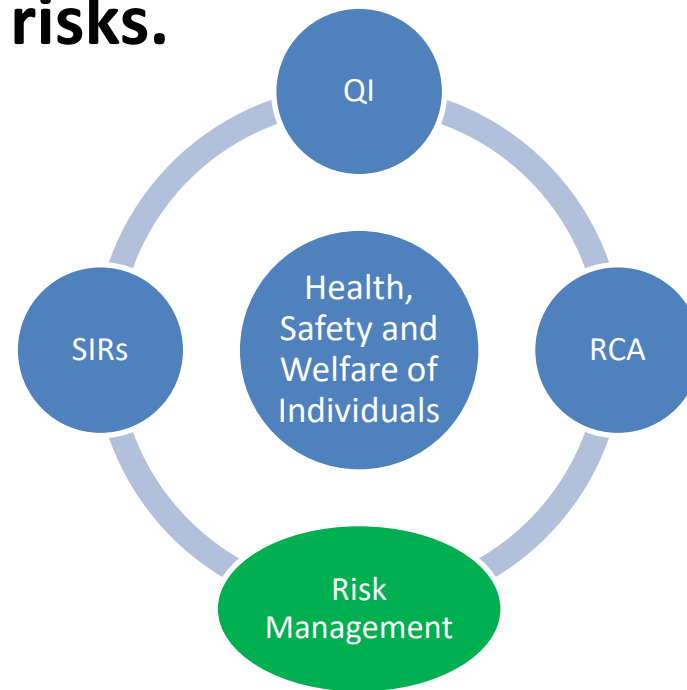 risks.
QI
Health,
Safety and
Welfare of
Individuals
SIRs
RCA
Risk
Management